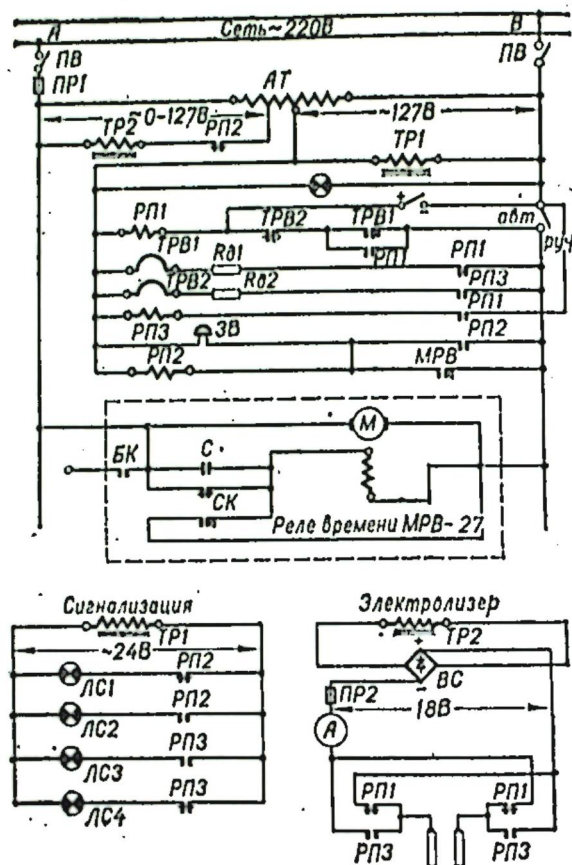 А
Сеть~220В
В
ПВ
ПВ
ПР1
АТ
~0-127В
~127В
ТР2
РП2
ТР1
РП1
ТРВ2
ТРВ1
авт
руч
РП1
ТРВ1
Rд1
РП1
ТРВ2
Rд2
РП3
РП3
РП1
ЗВ
РП2
РП2
МРВ
М
БК
С
СК
Реле времени МРВ-27
Сигнализация
ТР1
~24В
РП2
ЛС1
РП2
ЛС2
РП3
ЛС3
РП3
ЛС4
Электролизер
ТР2
+
ВС
ПР2
–
18В
А
РП1
РП1
РП3
РП3